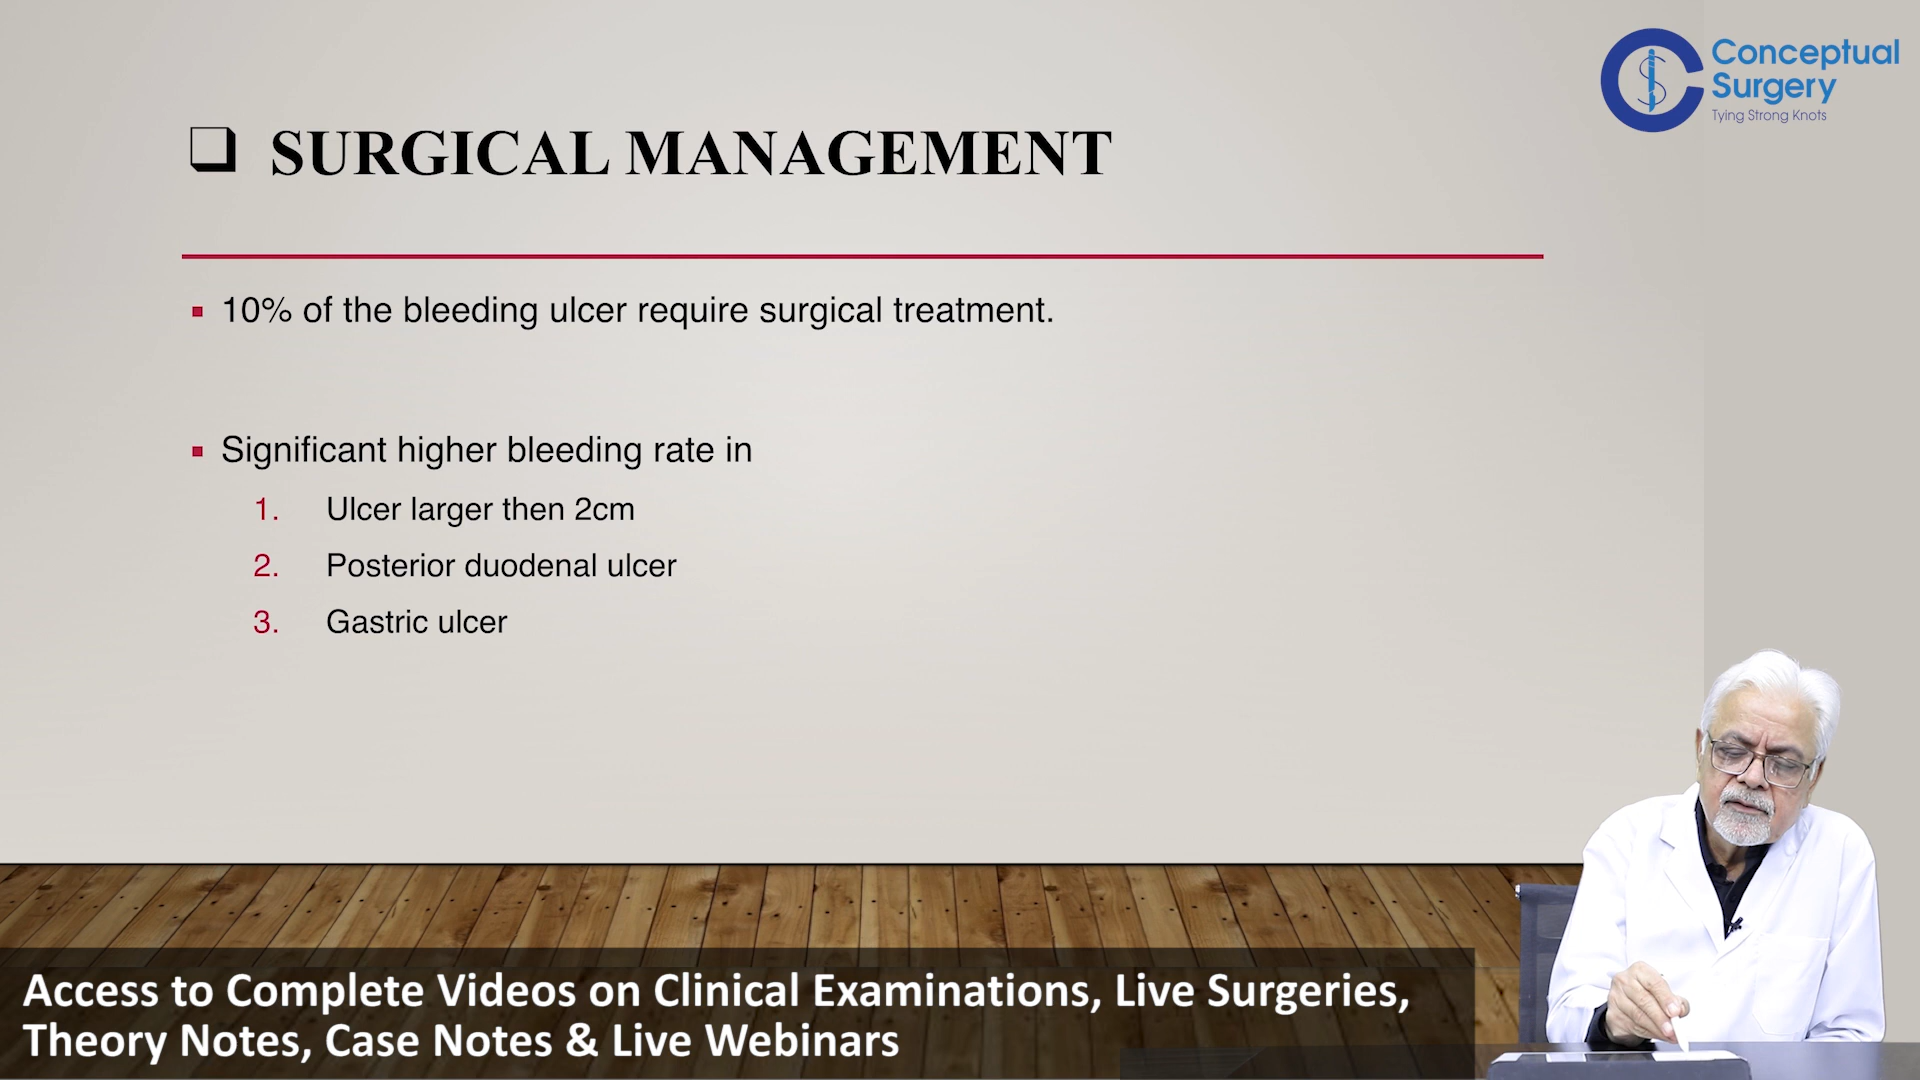 Conceptual
Surgery
Tying Strong Knots
SURGICAL MANAGEMENT
10% of the bleeding ulcer require surgical treatment.
Significant higher bleeding rate in
1. Ulcer larger then 2cm
2. Posterior duodenal ulcer
3. Gastric ulcer
Access to Complete Videos on Clinical Examinations, Live Surgeries,
Theory Notes, Case Notes & Live Webinars